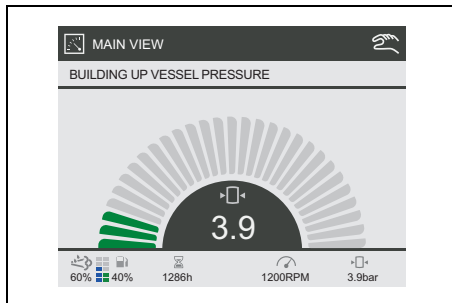 MAIN VIEW
BUILDING UP VESSEL PRESSURE
3.9
60% 40% 1286h 1200RPM 3.9bar